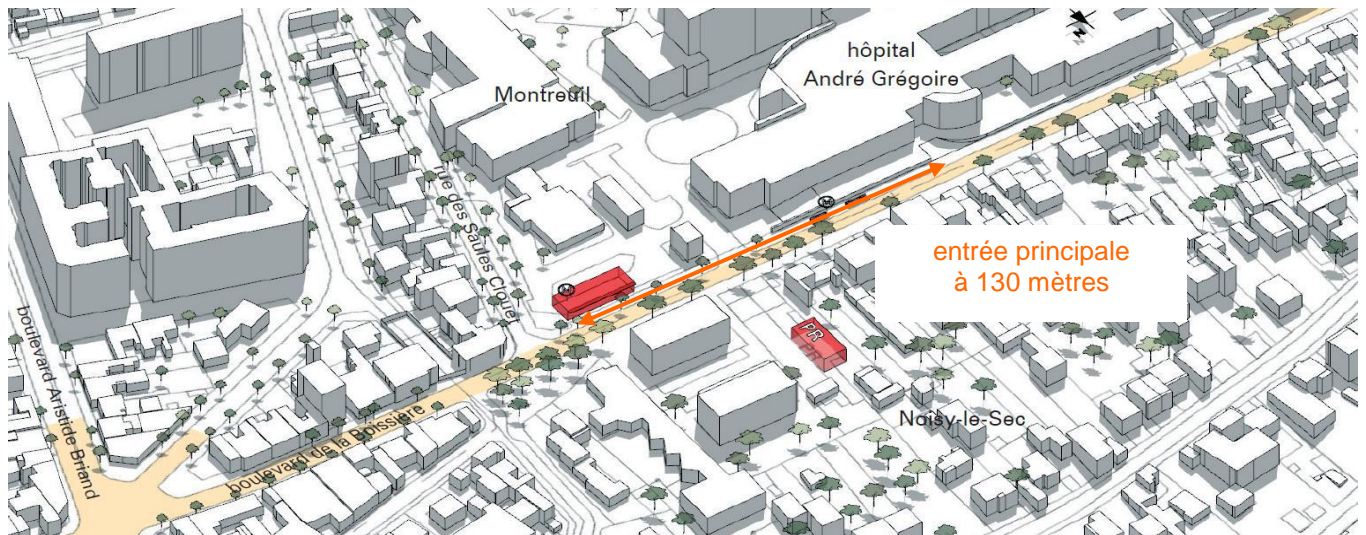 hôpital
André Grégoire
Montreuil
rue des Saules Clouet
M
entrée principale
à 130 mètres
M
PR
Noisy-le-Sec
boulevard Aristide Briand
boulevard de la Boissière
N